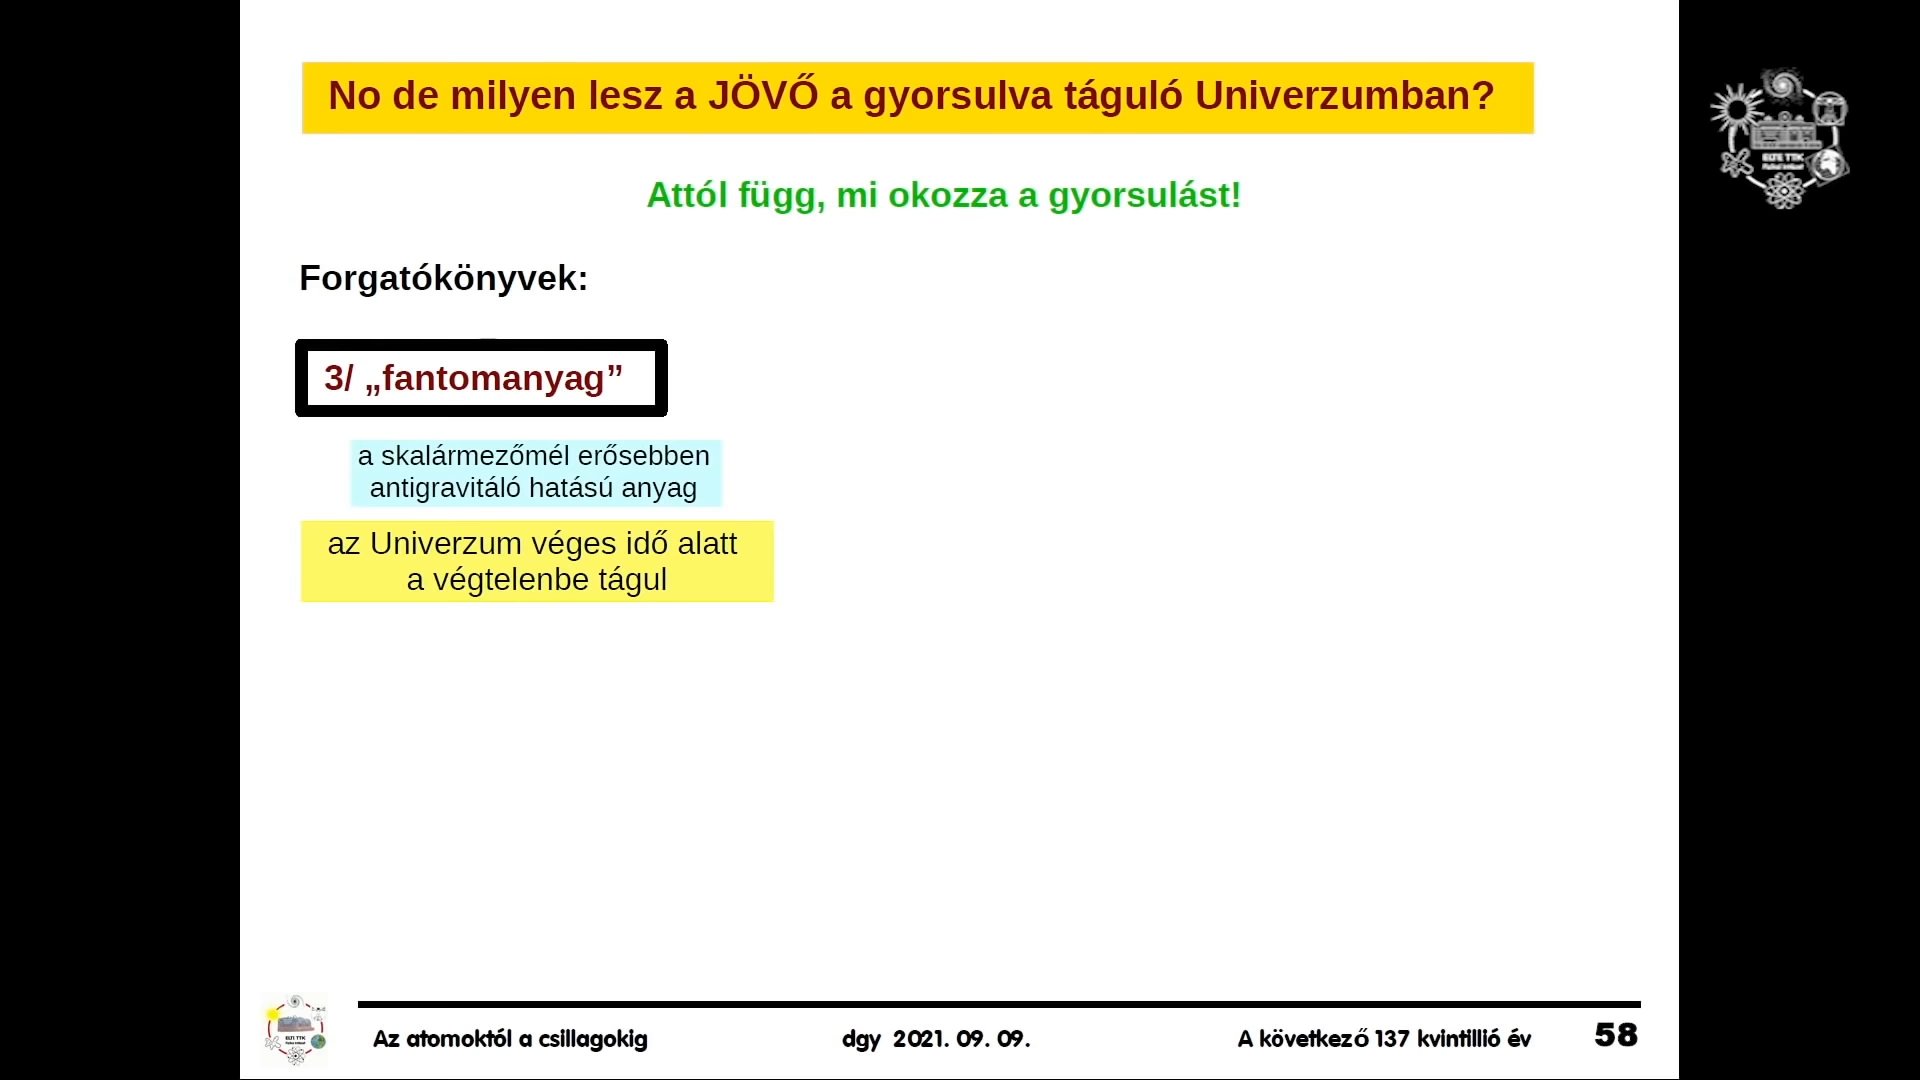 No de milyen lesz a JÖVŐ a gyorsulva táguló Univerzumban?
Attól függ, mi okozza a gyorsulást!
Forgatókönyvek:
3/ „fantomanyag”
a skalármezőmél erősebben
antigravitáló hatású anyag
az Univerzum véges idő alatt
a végtelenbe tágul
ELTE TTK
Az atomoktól a csillagokig
dgy 2021. 09. 09.
A következő 137 kvintillió év
58